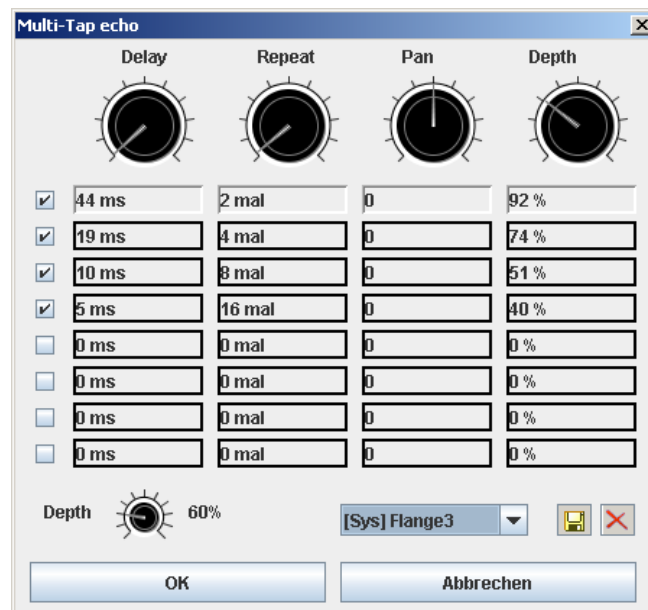 Multi-Tap echo
Delay Repeat Pan Depth
44 ms 2 mal 0 92 %
19 ms 4 mal 0 74 %
10 ms 8 mal 0 51 %
5 ms 16 mal 0 40 %
0 ms 0 mal 0 0 %
0 ms 0 mal 0 0 %
0 ms 0 mal 0 0 %
0 ms 0 mal 0 0 %
Depth 60% [Sys] Flange3
OK Abbrechen